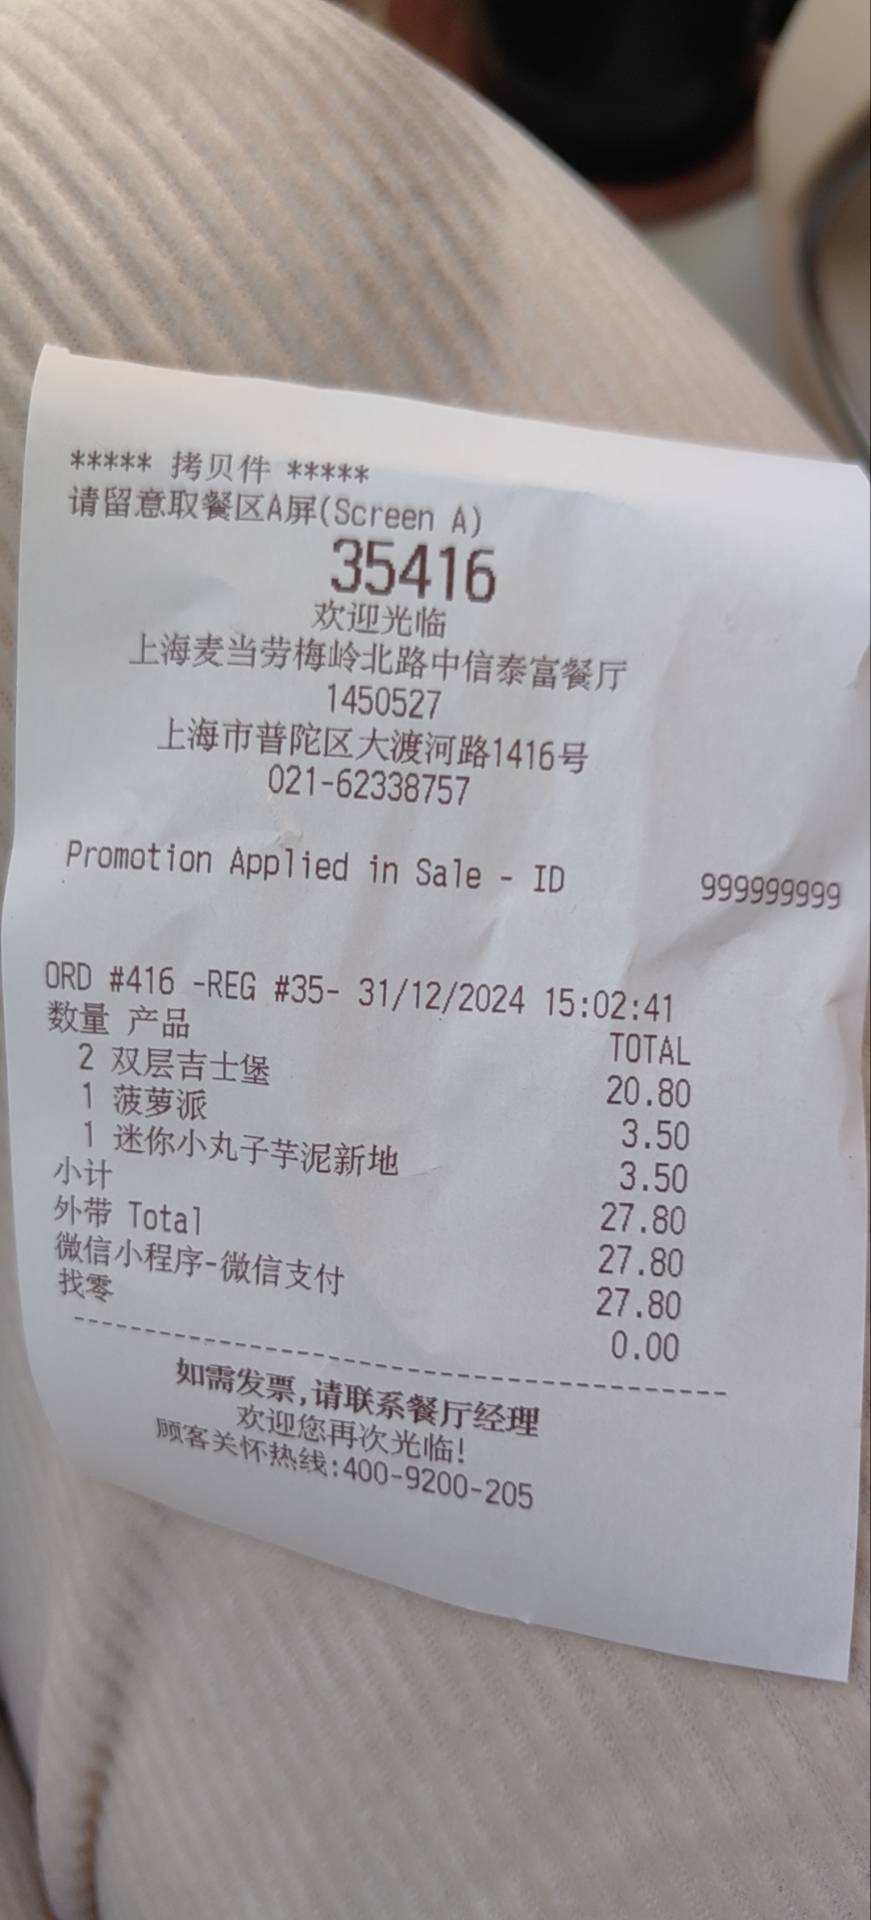 ***** 拷贝件 *****
请留意取餐区A屏(Screen A)
35416
欢迎光临
上海麦当劳梅岭北路中信泰富餐厅
1450527
上海市普陀区大渡河路1416号
021-62338757
Promotion Applied in Sale - ID 999999999
ORD #416 -REG #35- 31/12/2024 15:02:41
数量 产品 TOTAL
2 双层吉士堡 20.80
1 菠萝派 3.50
1 迷你小丸子芋泥新地 3.50
小计 27.80
外带 Total 27.80
微信小程序-微信支付 27.80
找零 0.00
--------------------------------------
如需发票,请联系餐厅经理
欢迎您再次光临!
顾客关怀热线:400-9200-205